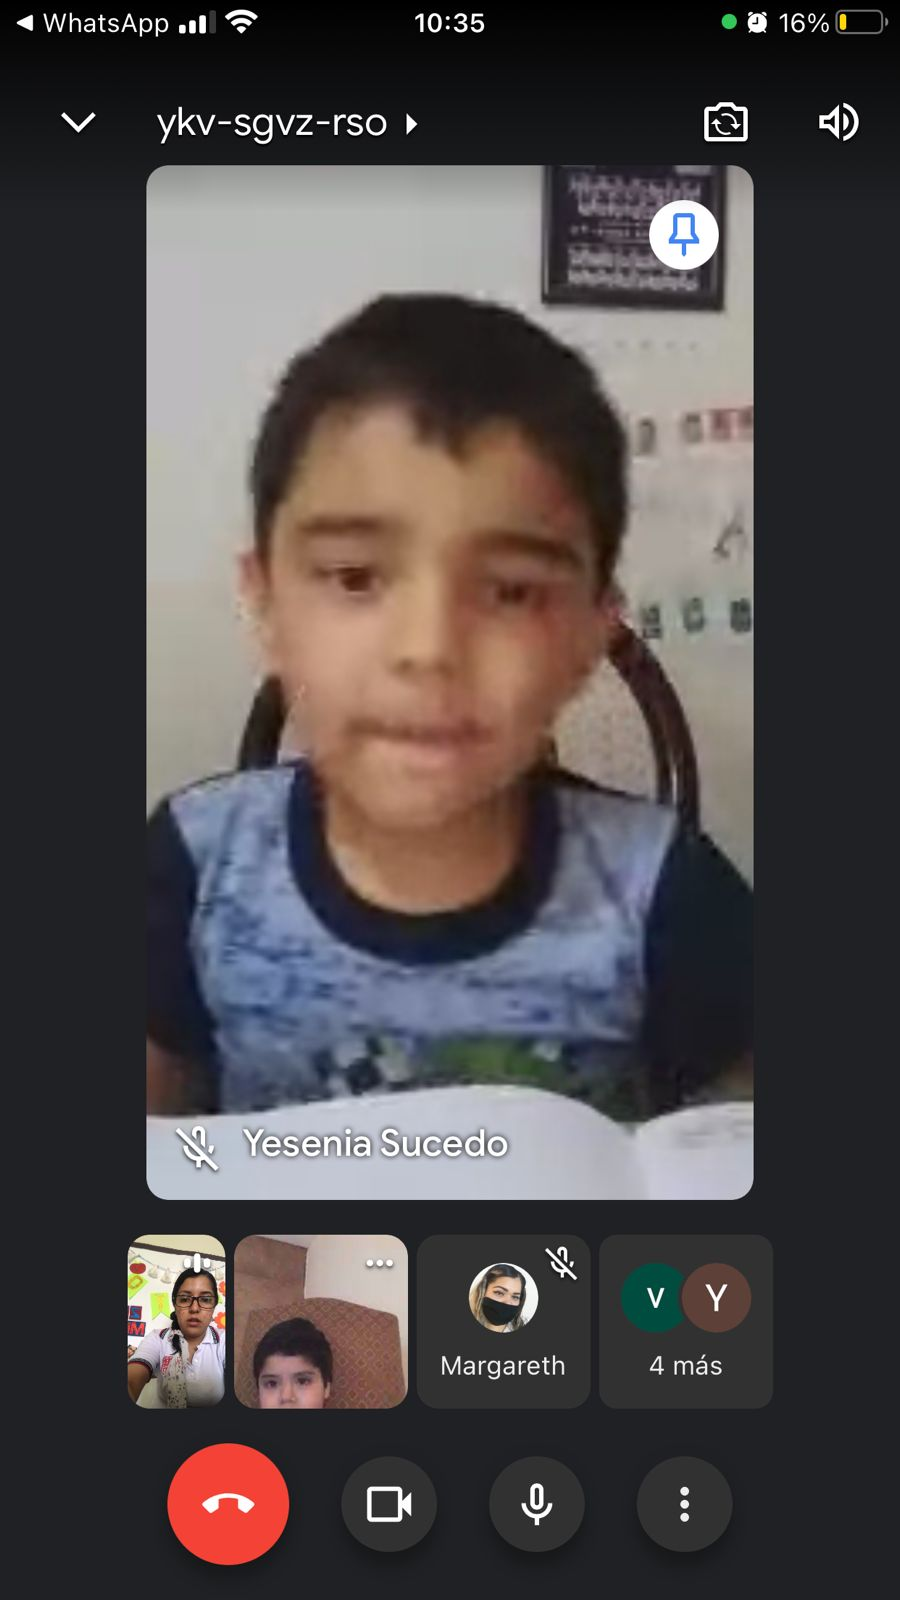 WhatsApp
10:35
16%
ykv-sgvz-rso
Yesenia Sucedo
Margareth
V
Y
4 más